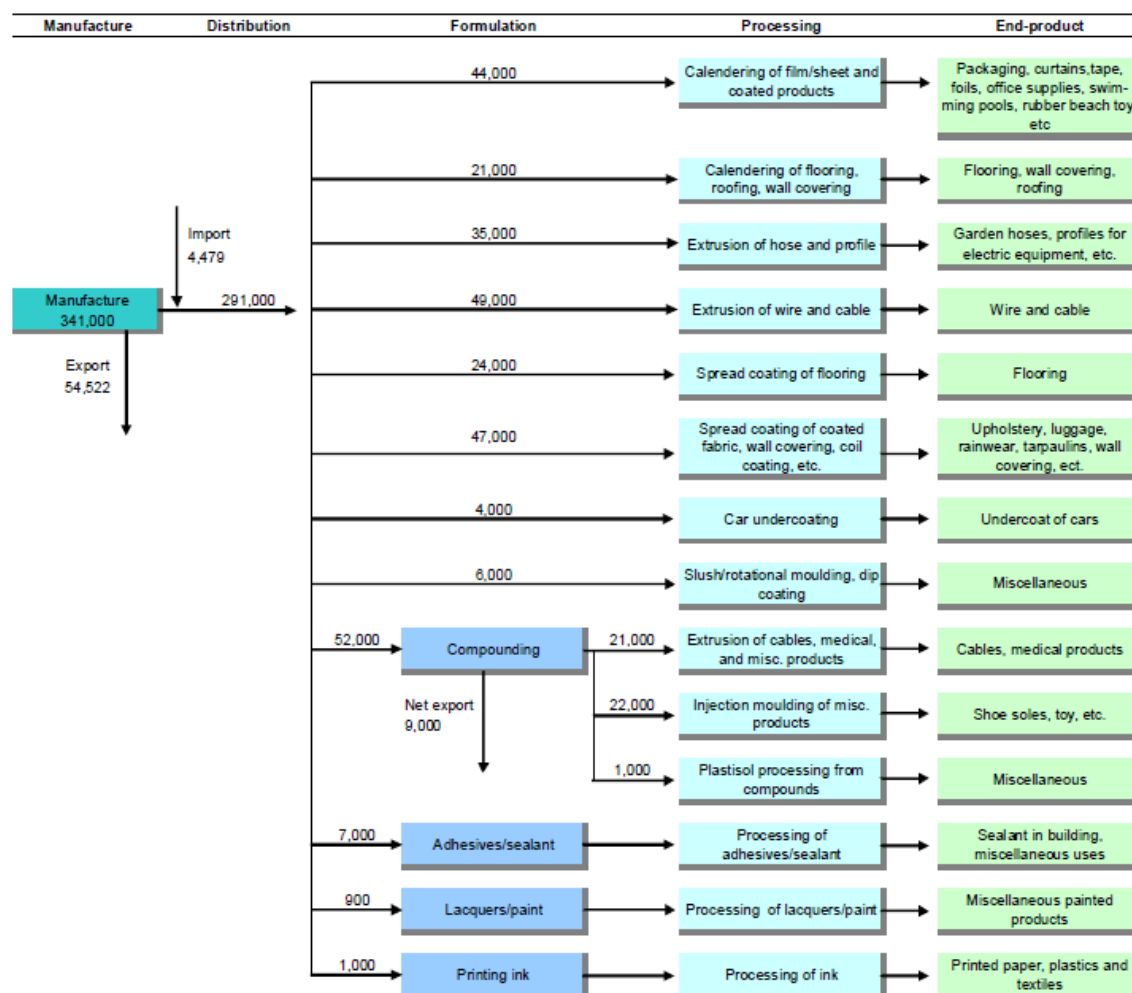 Manufacture Distribution Formulation Processing End-product
44,000
Calendering of film/sheet and
coated products
Packaging, curtains,tape,
foils, office supplies, swim-
ming pools, rubber beach toy
etc
21,000
Calendering of flooring,
roofing, wall covering
Flooring, wall covering,
roofing
Import
4,479
35,000
Extrusion of hose and profile
Garden hoses, profiles for
electric equipment, etc.
Manufacture
341,000
291,000
49,000
Extrusion of wire and cable
Wire and cable
Export
54,522
24,000
Spread coating of flooring
Flooring
47,000
Spread coating of coated
fabric, wall covering, coil
coating, etc.
Upholstery, luggage,
rainwear, tarpaulins, wall
covering, ect.
4,000
Car undercoating
Undercoat of cars
6,000
Slush/rotational moulding, dip
coating
Miscellaneous
52,000
Compounding
21,000
Extrusion of cables, medical,
and misc. products
Cables, medical products
Net export
9,000
22,000
Injection moulding of misc.
products
Shoe soles, toy, etc.
1,000
Plastisol processing from
compounds
Miscellaneous
7,000
Adhesives/sealant
Processing of
adhesives/sealant
Sealant in building,
miscellaneous uses
900
Lacquers/paint
Processing of lacquers/paint
Miscellaneous painted
products
1,000
Printing ink
Processing of ink
Printed paper, plastics and
textiles